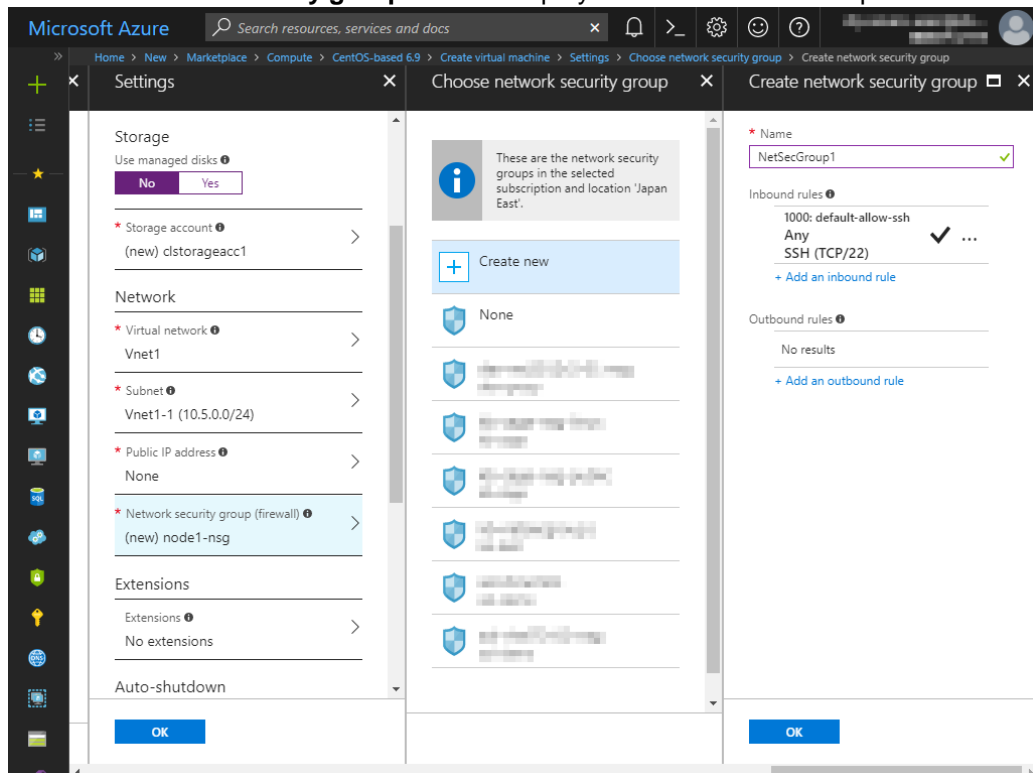 y group
Microsoft Azure
Search resources, services and docs
Home > New > Marketplace > Compute > CentOS-based 6.9 > Create virtual machine > Settings > Choose network security group > Create network security group
Settings
Storage
Use managed disks
No Yes
* Storage account
(new) clstorageacc1
Network
* Virtual network
Vnet1
* Subnet
Vnet1-1 (10.5.0.0/24)
* Public IP address
None
* Network security group (firewall)
(new) node1-nsg
Extensions
Extensions
No extensions
Auto-shutdown
OK
Choose network security group
These are the network security
groups in the selected
subscription and location 'Japan
East'.
Create new
None
Create network security group
* Name
NetSecGroup1
Inbound rules
1000: default-allow-ssh
Any
SSH (TCP/22)
...
+ Add an inbound rule
Outbound rules
No results
+ Add an outbound rule
OK
SQL
DNS